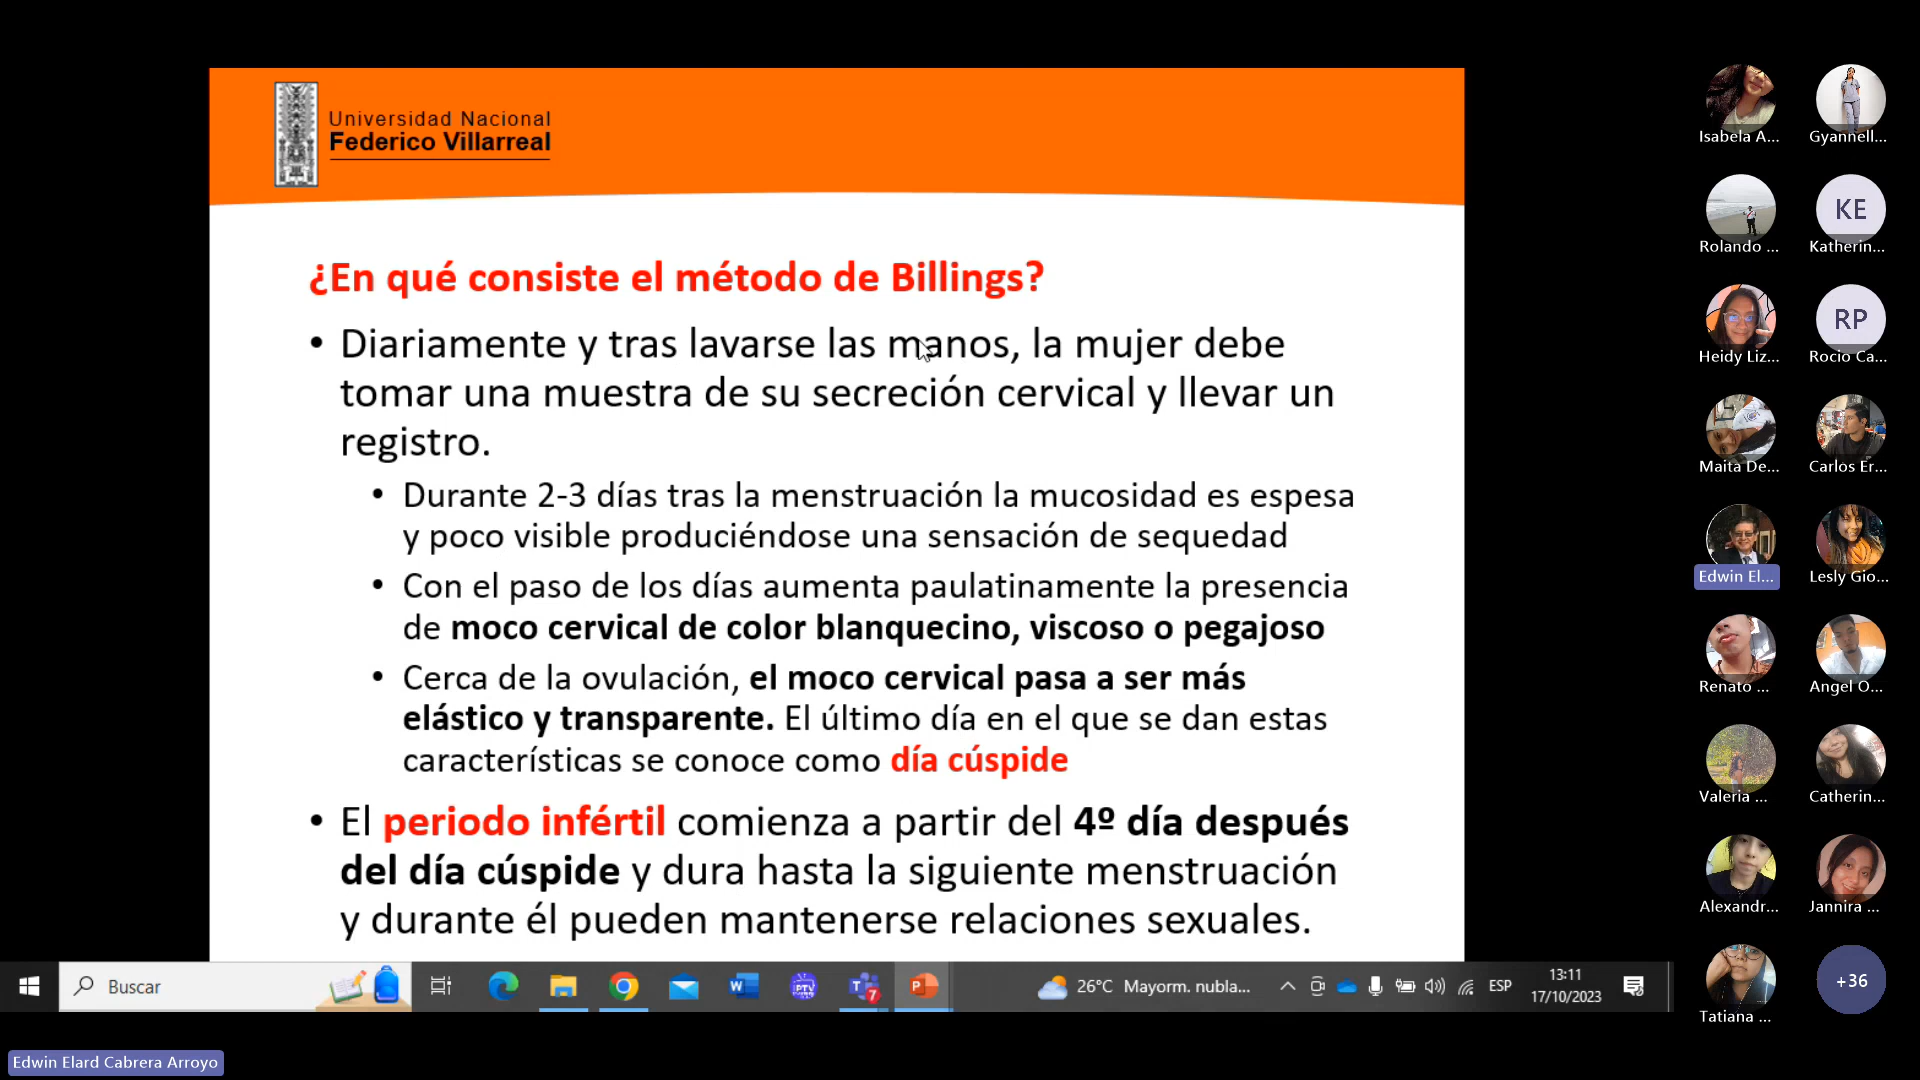 Universidad Nacional
Federico Villarreal
¿En qué consiste el método de Billings?
• Diariamente y tras lavarse las manos, la mujer debe
tomar una muestra de su secreción cervical y llevar un
registro.
• Durante 2-3 días tras la menstruación la mucosidad es espesa
y poco visible produciéndose una sensación de sequedad
• Con el paso de los días aumenta paulatinamente la presencia
de moco cervical de color blanquecino, viscoso o pegajoso
• Cerca de la ovulación, el moco cervical pasa a ser más
elástico y transparente. El último día en el que se dan estas
características se conoce como día cúspide
• El periodo infértil comienza a partir del 4º día después
del día cúspide y dura hasta la siguiente menstruación
y durante él pueden mantenerse relaciones sexuales.
Buscar
IPTV
7
26°C Mayorm. nubla...
ESP
13:11
17/10/2023
Edwin Elard Cabrera Arroyo
Isabela A...
Gyannell...
Rolando ...
KE
Katherin...
Heidy Liz...
RP
Rocio Ca...
Maita De...
Carlos Er...
Edwin El...
Lesly Gio...
Renato ...
Angel O...
Valeria ...
Catherin...
Alexandr...
Jannira ...
Tatiana ...
+36